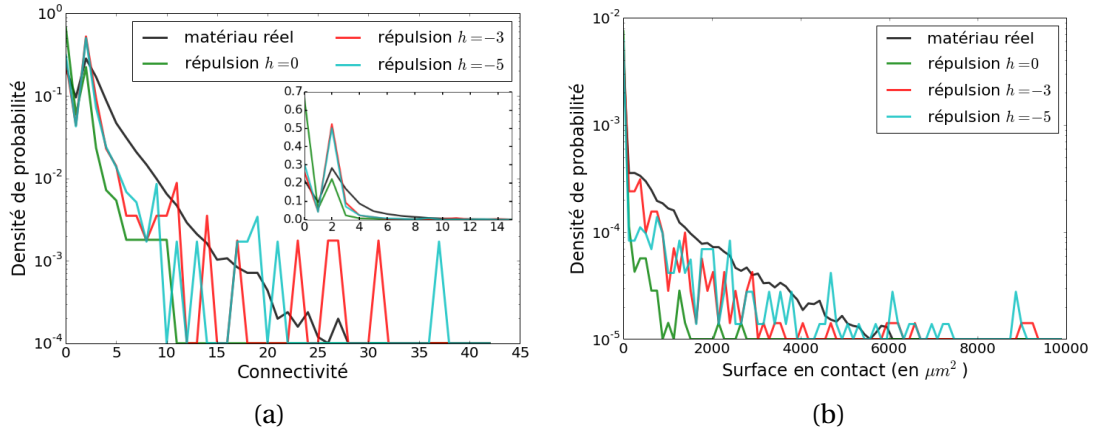 matériau réel
répulsion h=0
répulsion h=−3
répulsion h=−5
Densité de probabilité
10^0
10^-1
10^-2
10^-3
10^-4
0 5 10 15 20 25 30 35 40 45
Connectivité
0.7
0.6
0.5
0.4
0.3
0.2
0.1
0.0
0 2 4 6 8 10 12 14
(a)
matériau réel
répulsion h=0
répulsion h=−3
répulsion h=−5
Densité de probabilité
10^-2
10^-3
10^-4
10^-5
0 2000 4000 6000 8000 10000
Surface en contact (en μm^2 )
(b)